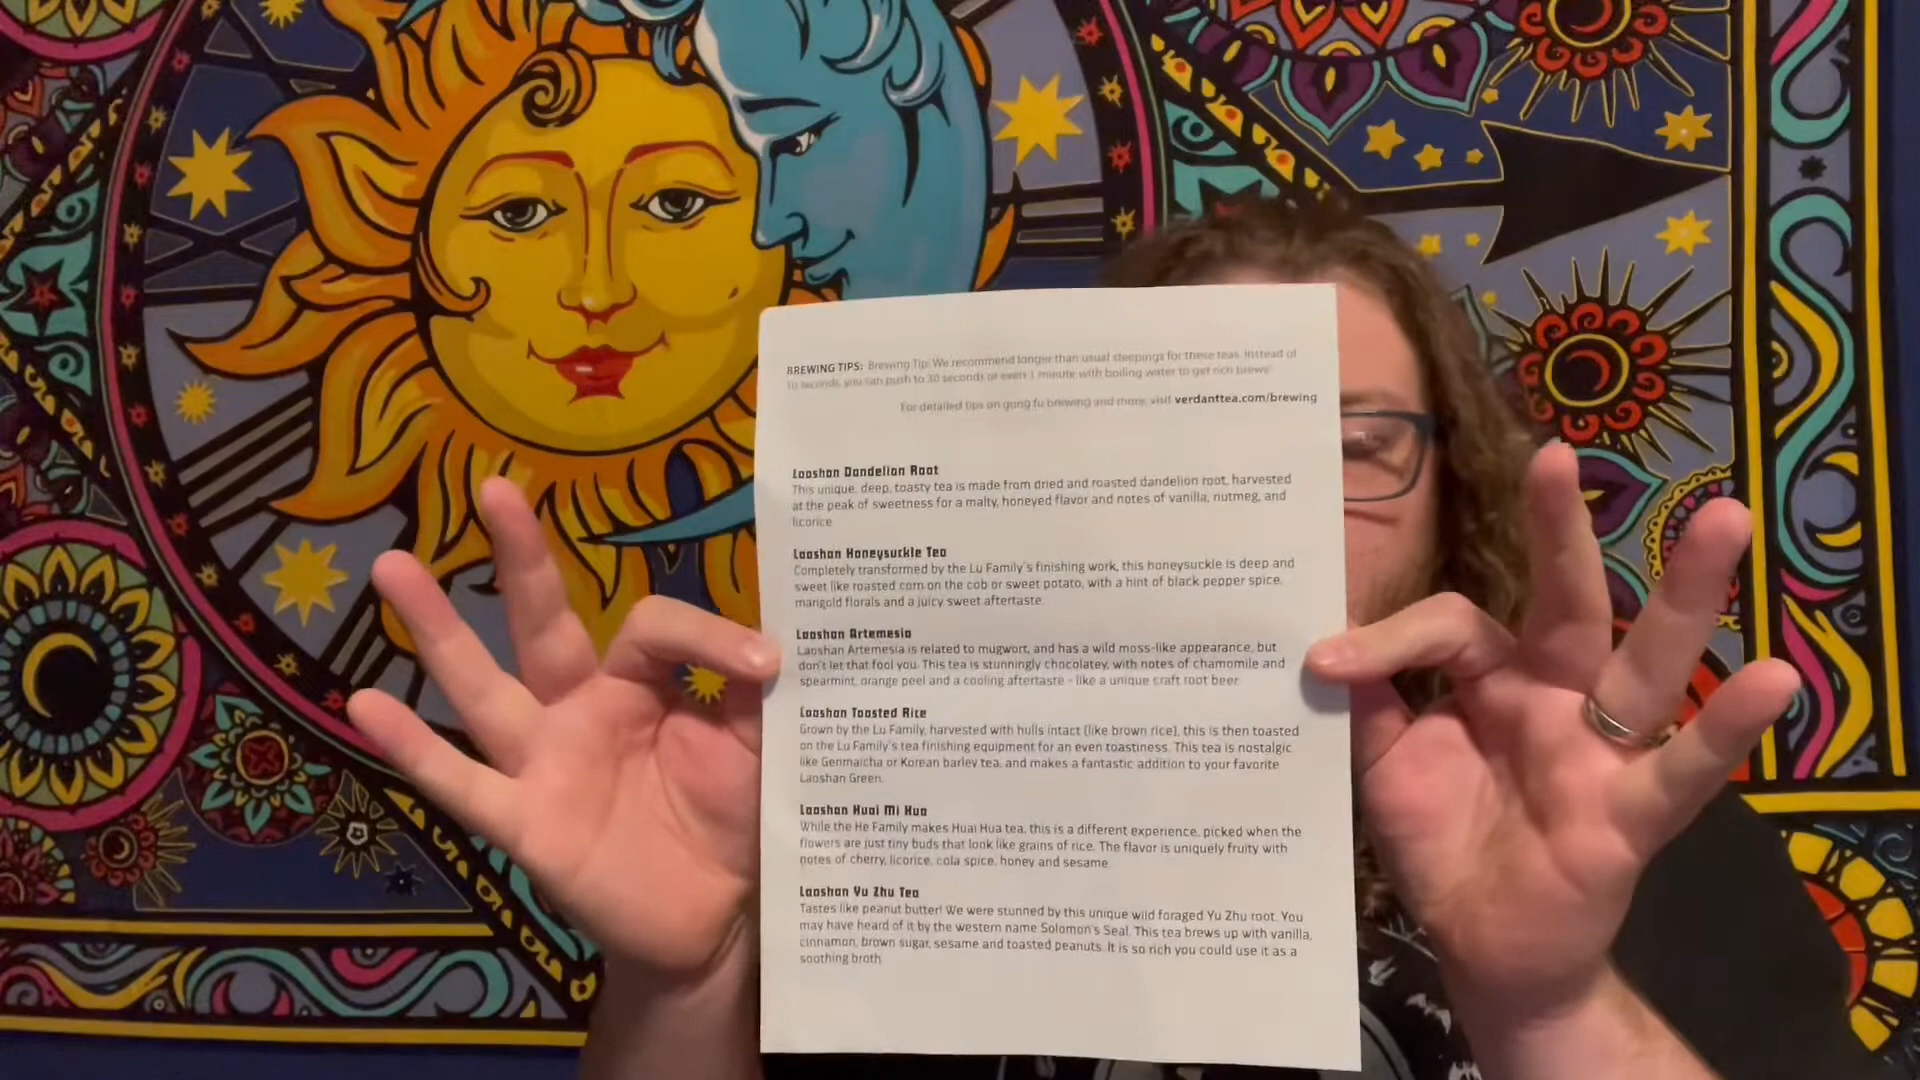 BREWING TIPS: Brewing Tip: We recommend longer than usual steepings for these teas. Instead of
10 seconds, you can push to 30 seconds or even 1 minute with boiling water to get rich brews
For detailed tips on gong fu brewing and more, visit verdanttea.com/brewing
Laoshan Dandelion Root
This unique, deep, toasty tea is made from dried and roasted dandelion root, harvested
at the peak of sweetness for a malty, honeyed flavor and notes of vanilla, nutmeg, and
licorice
Laoshan Honeysuckle Tea
Completely transformed by the Lu Family's finishing work, this honeysuckle is deep and
sweet like roasted corn on the cob or sweet potato, with a hint of black pepper spice,
marigold florals and a juicy sweet aftertaste.
Laoshan Artemesia
Laoshan Artemesia is related to mugwort, and has a wild moss-like appearance, but
don't let that fool you. This tea is stunningly chocolatey, with notes of chamomile and
spearmint, orange peel and a cooling aftertaste - like a unique craft root beer
Laoshan Toasted Rice
Grown by the Lu Family, harvested with hulls intact (like brown rice), this is then toasted
on the Lu Family's tea finishing equipment for an even toastiness. This tea is nostalgic
like Genmaicha or Korean barley tea, and makes a fantastic addition to your favorite
Laoshan Green.
Laoshan Huai Mi Hua
While the He Family makes Huai Hua tea, this is a different experience, picked when the
flowers are just tiny buds that look like grains of rice. The flavor is uniquely fruity with
notes of cherry, licorice, cola spice, honey and sesame
Laoshan Yu Zhu Tea
Tastes like peanut butter! We were stunned by this unique wild foraged Yu Zhu root. You
may have heard of it by the western name Solomon's Seal. This tea brews up with vanilla,
cinnamon, brown sugar, sesame and toasted peanuts. It is so rich you could use it as a
soothing broth